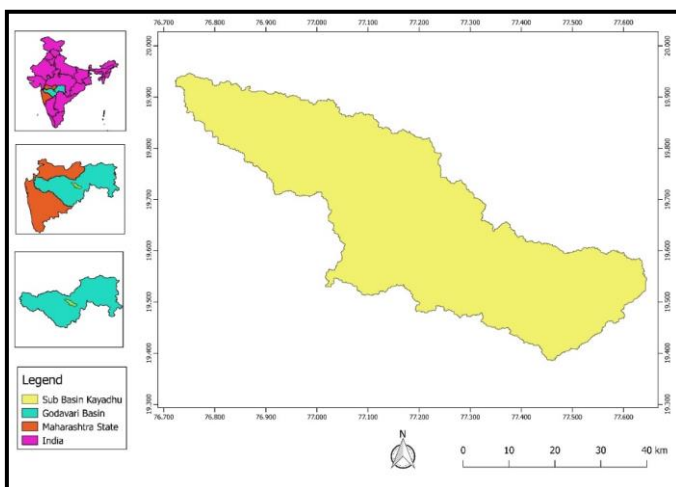 76.700 76.800 76.900 77.000 77.100 77.200 77.300 77.400 77.500 77.600
20.000 20.000
19.900 19.900
19.800 19.800
19.700 19.700
19.600 19.600
19.500 19.500
19.400 19.400
19.300 19.300
76.700 76.800 76.900 77.000 77.100 77.200 77.300 77.400 77.500 77.600
Legend
Sub Basin Kayadhu
Godavari Basin
Maharashtra State
India
N
0 10 20 30 40 km